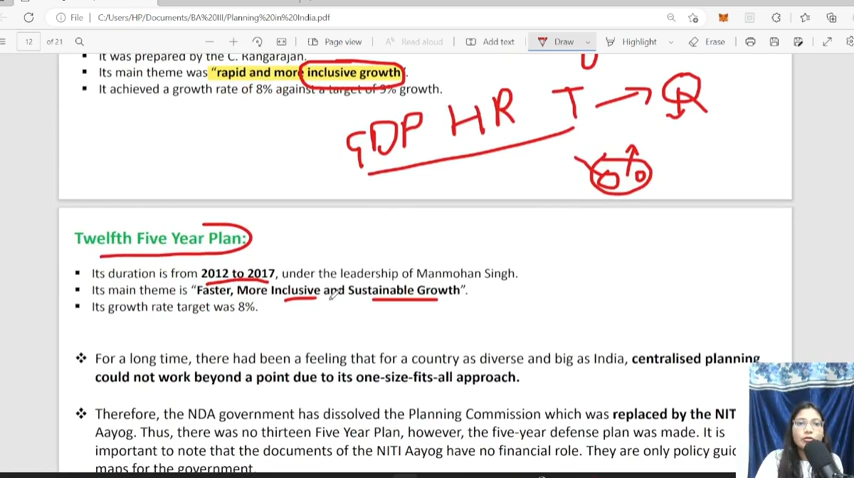 File | C:/Users/HP/Documents/BA%20III/Planning%20in%20India.pdf
12 of 21 Page view Read aloud Add text Draw Highlight Erase
It was prepared by the C. Rangarajan.
Its main theme was "rapid and more inclusive growth".
It achieved a growth rate of 8% against a target of 9% growth.
GDP HR T
Twelfth Five Year Plan:
Its duration is from 2012 to 2017, under the leadership of Manmohan Singh.
Its main theme is "Faster, More Inclusive and Sustainable Growth".
Its growth rate target was 8%.
For a long time, there had been a feeling that for a country as diverse and big as India, centralised planning
could not work beyond a point due to its one-size-fits-all approach.
Therefore, the NDA government has dissolved the Planning Commission which was replaced by the NIT
Aayog. Thus, there was no thirteen Five Year Plan, however, the five-year defense plan was made. It is
important to note that the documents of the NITI Aayog have no financial role. They are only policy guid
maps for the government.